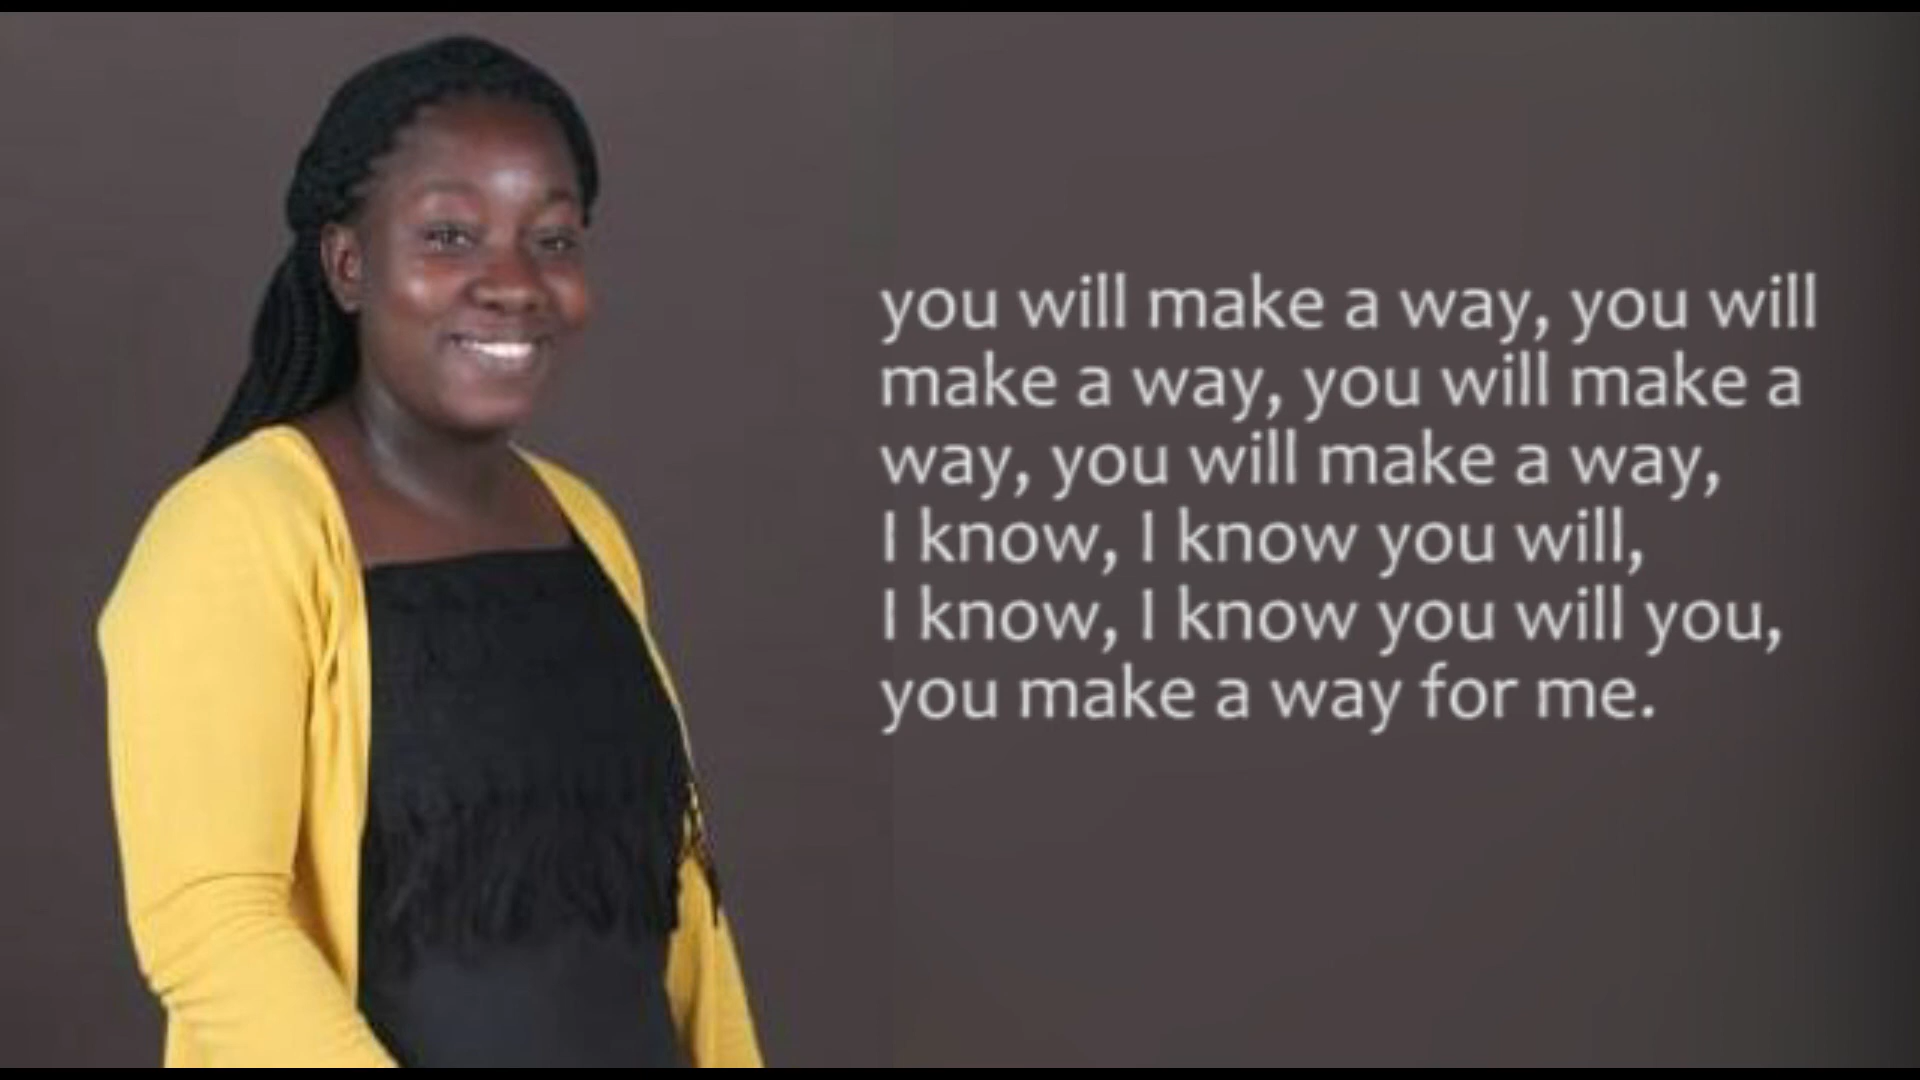 you will make a way, you will
make a way, you will make a
way, you will make a way,
I know, I know you will,
I know, I know you will you,
you make a way for me.